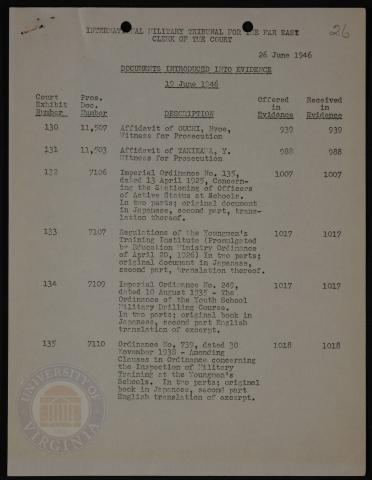 INTERNATIONAL MILITARY TRIBUNAL FOR THE FAR EAST
26
CLERK OF THE COURT
26 June 1946
DOCUMENTS INTRODUCED INTO EVIDENCE
19 June 1946
Court Exhibit Number Pros. Doc. Number DESCRIPTION Offered in Evidence Received in Evidence
130 11,507 Affidavit of OUCHI, Hyoe, 939 939
Witness for Prosecution
131 11,503 Affidavit of TAKIKAWA, Y. 988 988
Witness for Prosecution
132 7106 Imperial Ordinance No. 135, 1007 1007
dated 13 April 1925, Concern-
ing the Stationing of Officers
of Active Status at Schools.
In two parts; original document
in Japanese, second part, trans-
lation thereof.
133 7107 Regulations of the Youngmen's 1017 1017
Training Institute (Promulgated
by Education Ministry Ordinance
of April 20, 1926) In two parts;
original document in Japanese,
second part, translation thereof.
134 7109 Imperial Ordinance No. 249, 1017 1017
dated 10 August 1935 - The
Ordinance of the Youth School
Military Drilling Course.
In two parts; original book in
Japanese, second part English
translation of excerpt.
135 7110 Ordinance No. 739, dated 30 1018 1018
November 1938 - Amending
Clauses in Ordinance concerning
the Inspection of Military
Training at the Youngmen's
Schools. In two parts; original
book in Japanese, second part
English translation of excerpt.
UNIVERSITY OF VIRGINIA